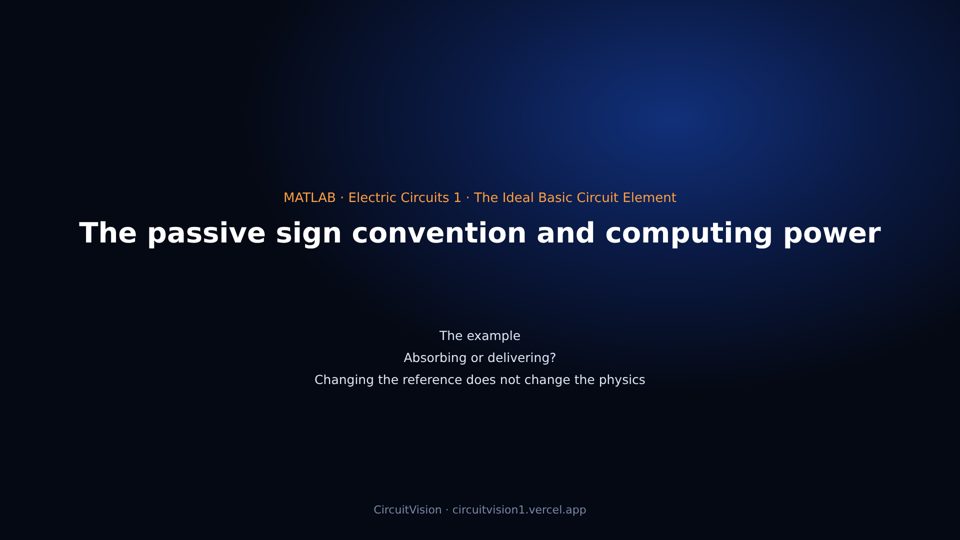 MATLAB · Electric Circuits 1 · The Ideal Basic Circuit Element
The passive sign convention and computing power
The example
Absorbing or delivering?
Changing the reference does not change the physics
CircuitVision · circuitvision1.vercel.app